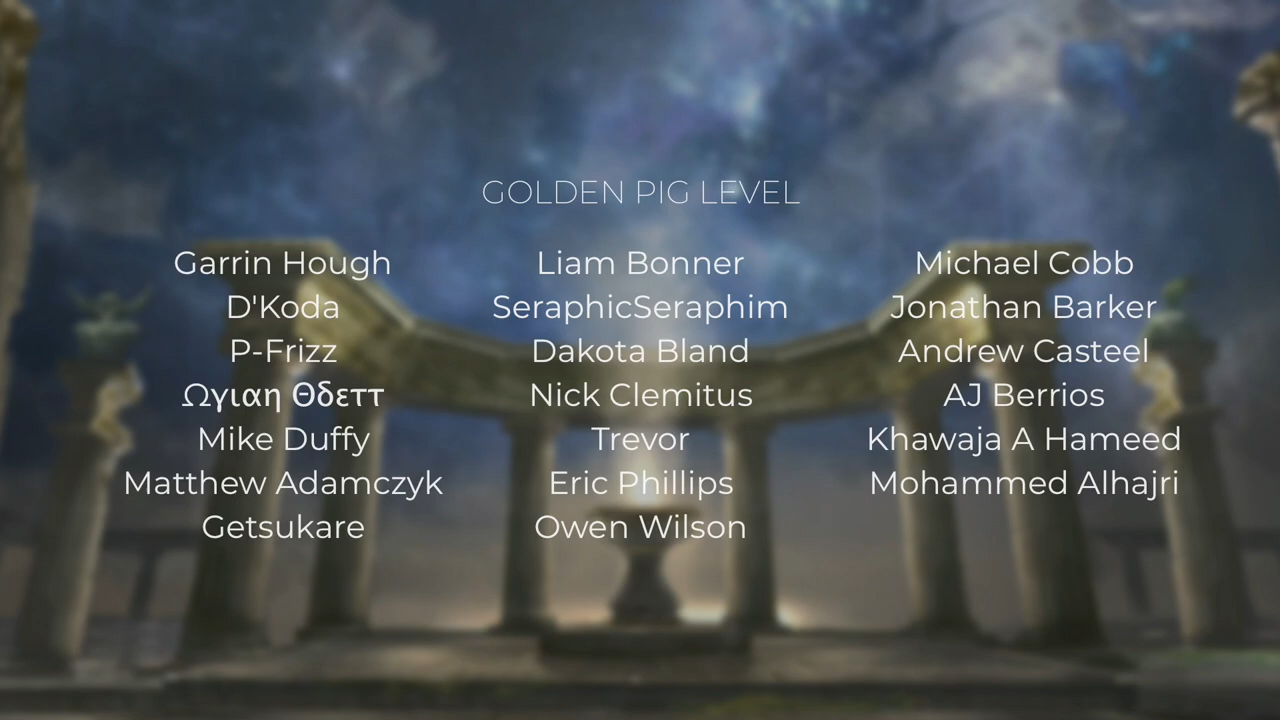 GOLDEN PIG LEVEL
Garrin Hough
D'Koda
P-Frizz
Ωγιαη Θδεττ
Mike Duffy
Matthew Adamczyk
Getsukare
Liam Bonner
SeraphicSeraphim
Dakota Bland
Nick Clemitus
Trevor
Eric Phillips
Owen Wilson
Michael Cobb
Jonathan Barker
Andrew Casteel
AJ Berrios
Khawaja A Hameed
Mohammed Alhajri